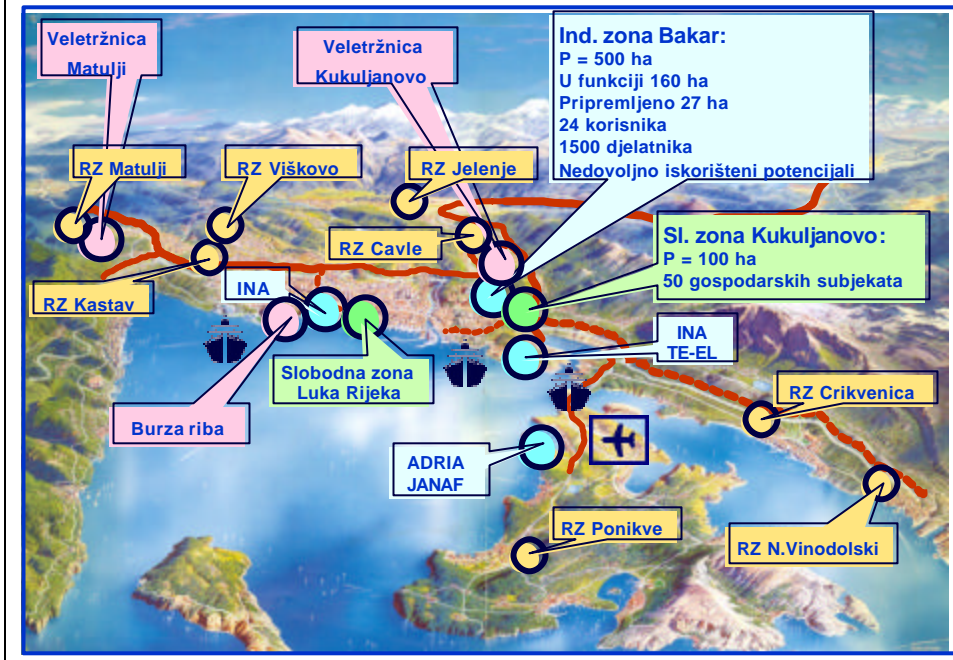 Veletržnica
Matulji
Veletržnica
Kukuljanovo
Ind. zona Bakar:
P = 500 ha
U funkciji 160 ha
Pripremljeno 27 ha
24 korisnika
1500 djelatnika
Nedovoljno iskorišteni potencijali
RZ Matulji
RZ Viškovo
RZ Jelenje
RZ Cavle
Sl. zona Kukuljanovo:
P = 100 ha
50 gospodarskih subjekata
RZ Kastav
INA
INA
TE-EL
Slobodna zona
Luka Rijeka
RZ Crikvenica
Burza riba
ADRIA
JANAF
RZ Ponikve
RZ N.Vinodolski